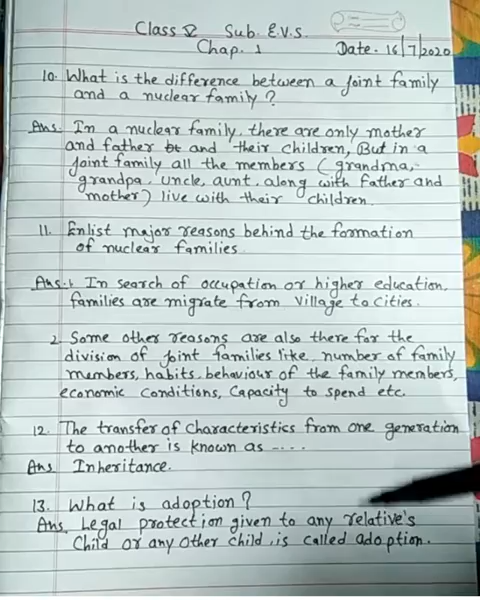 Class V Sub. E.V.S.
Chap. 1 Date. 16/7/2020
10. What is the difference between a joint family
and a nuclear family?
Ans. In a nuclear family, there are only mother
and father bt and their children, But in a
joint family all the members (grandma,
grandpa, uncle, aunt, along with father and
mother) live with their children.
11. Enlist major reasons behind the formation
of nuclear families.
Ans. 1. In search of occupation or higher education,
families are migrate from village to cities.
2. Some other reasons are also there for the
division of joint families like, number of family
members, habits, behaviour of the family members,
economic conditions, capacity to spend etc.
12. The transfer of characteristics from one generation
to another is known as ....
Ans Inheritance.
13. What is adoption?
Ans. Legal protection given to any relative's
child or any other child, is called adoption.